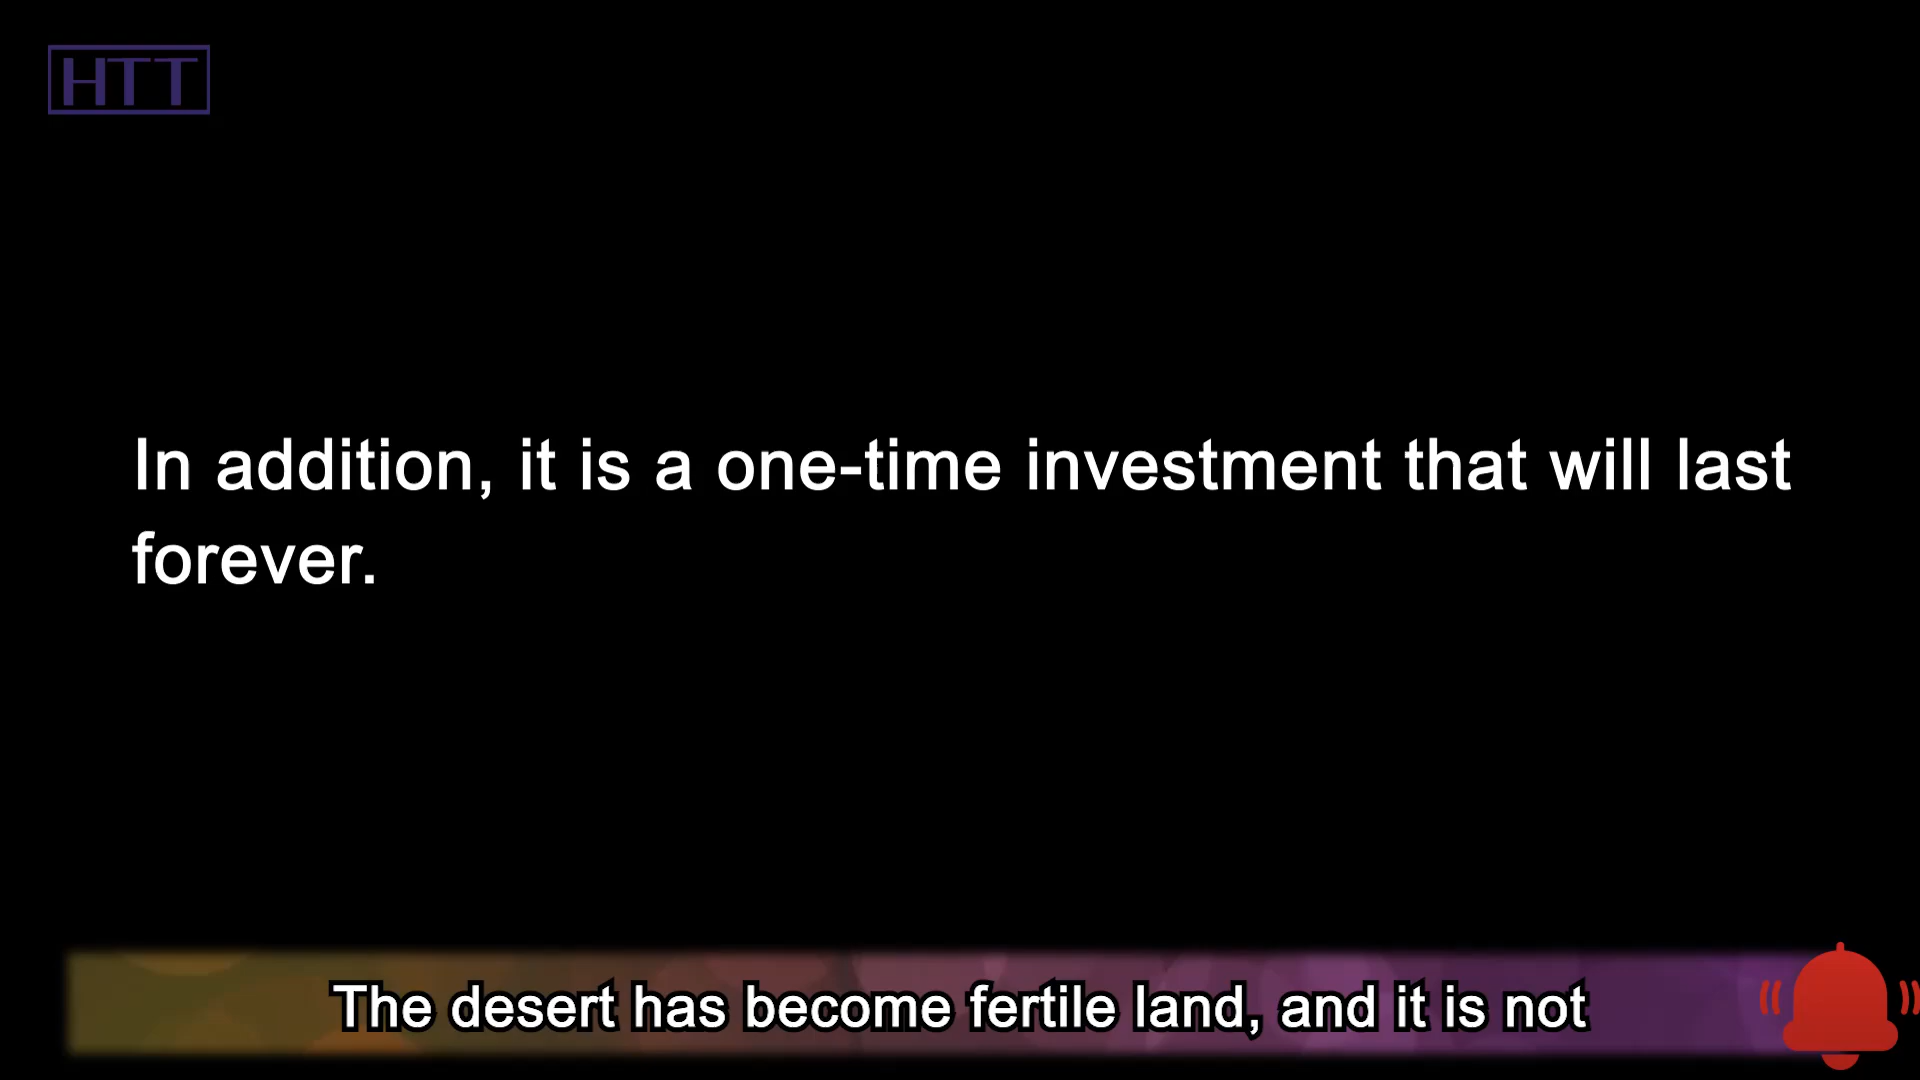 HTT
In addition, it is a one-time investment that will last
forever.
The desert has become fertile land, and it is not